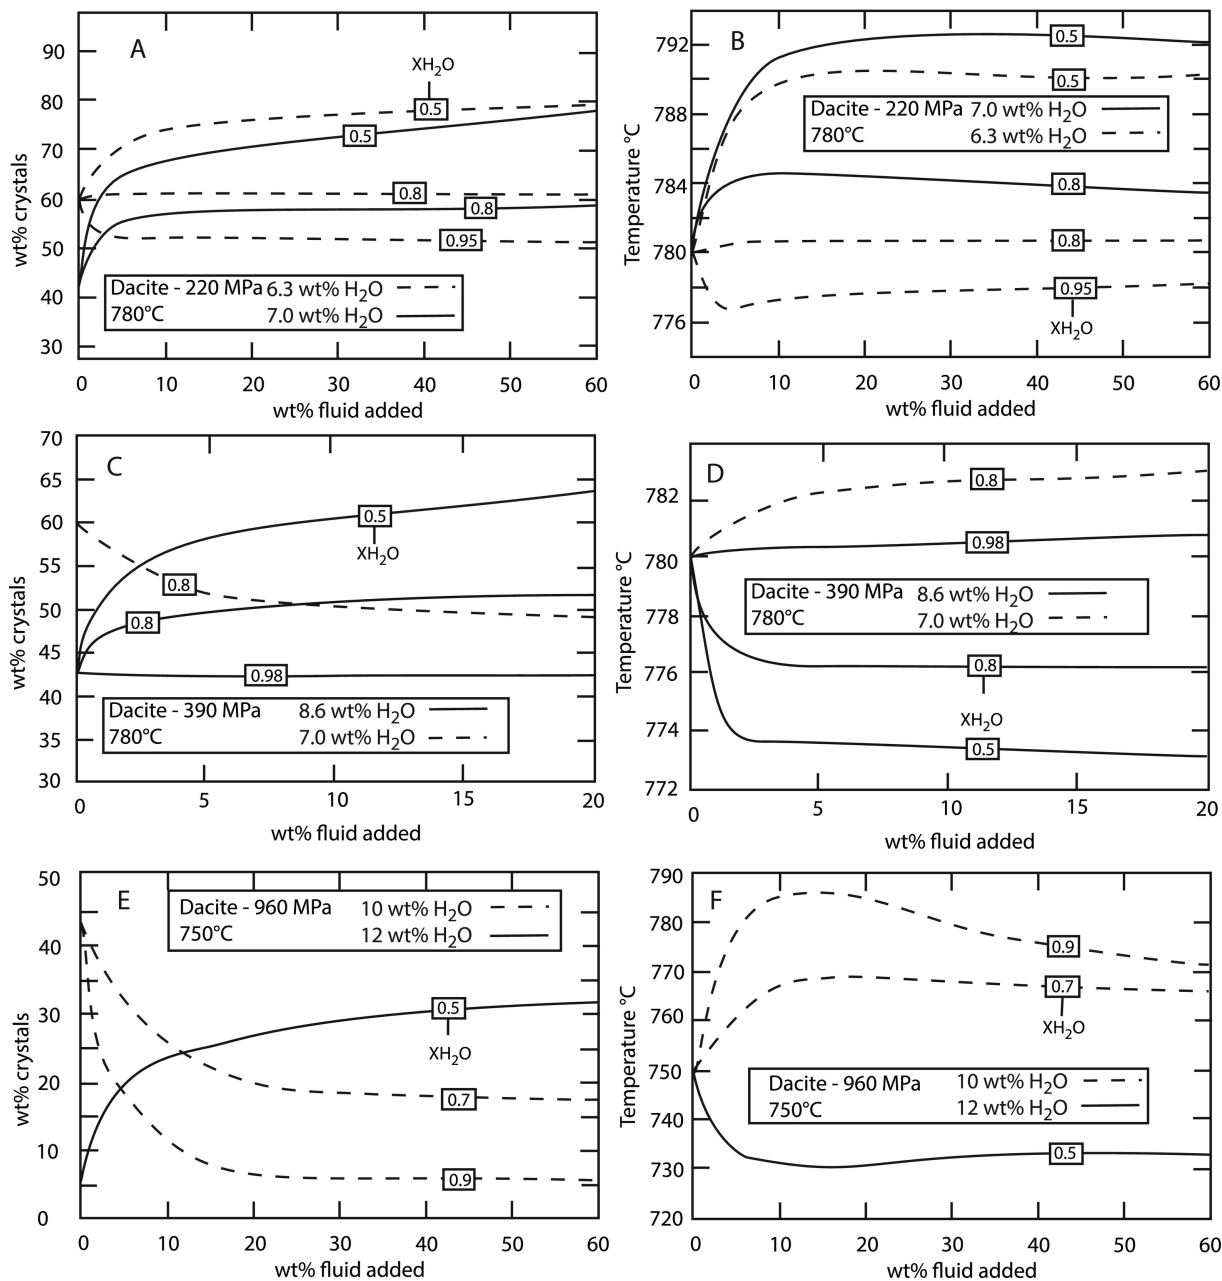 A
90
80
70
60
50
40
30
wt% crystals
XH2O
0.5
0.5
0.8
0.8
0.95
Dacite - 220 MPa 6.3 wt% H2O
780°C 7.0 wt% H2O
0 10 20 30 40 50 60
wt% fluid added
B
792
788
784
780
776
Temperature °C
0.5
0.5
Dacite - 220 MPa 7.0 wt% H2O
780°C 6.3 wt% H2O
0.8
0.8
0.95
XH2O
0 10 20 30 40 50 60
wt% fluid added
C
70
65
60
55
50
45
40
35
30
wt% crystals
0.5
XH2O
0.8
0.8
0.98
Dacite - 390 MPa 8.6 wt% H2O
780°C 7.0 wt% H2O
0 5 10 15 20
wt% fluid added
D
782
780
778
776
774
772
Temperature °C
0.8
0.98
Dacite - 390 MPa 8.6 wt% H2O
780°C 7.0 wt% H2O
0.8
XH2O
0.5
0 5 10 15 20
wt% fluid added
E
50
40
30
20
10
0
wt% crystals
Dacite - 960 MPa 10 wt% H2O
750°C 12 wt% H2O
0.5
XH2O
0.7
0.9
0 10 20 30 40 50 60
wt% fluid added
F
790
780
770
760
750
740
730
720
Temperature °C
0.9
0.7
XH2O
Dacite - 960 MPa 10 wt% H2O
750°C 12 wt% H2O
0.5
0 10 20 30 40 50 60
wt% fluid added